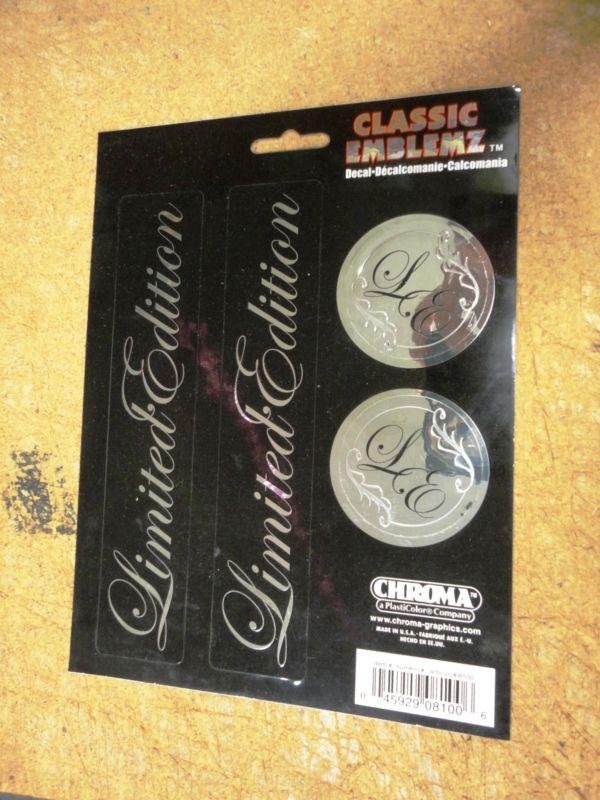 CLASSIC
EMBLEMZ™
Decal•Décalcomanie•Calcomania
Limited Edition
Limited Edition
LE
LE
CHROMA™
a PlastiColor® Company
www.chroma-graphics.com
MADE IN U.S.A. - FABRIQUÉ AUX É.-U.
HECHO EN EE.UU.
0 45929 08100 6